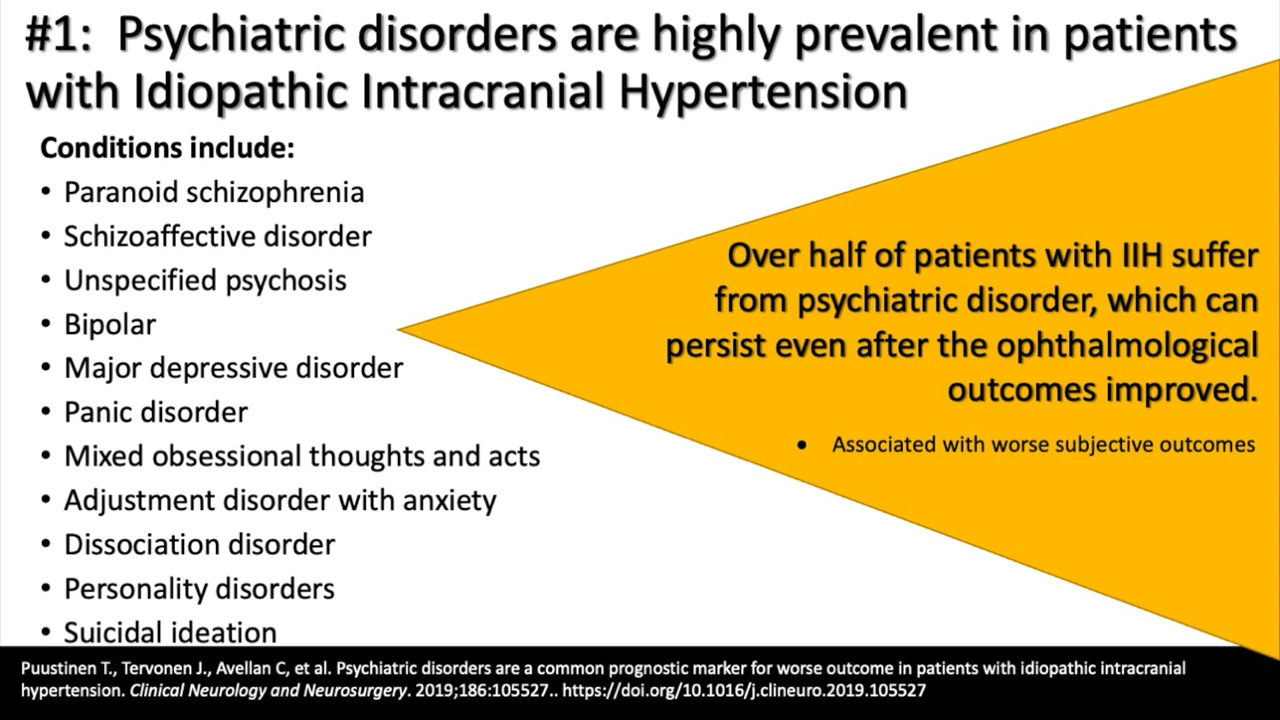 #1: Psychiatric disorders are highly prevalent in patients
with Idiopathic Intracranial Hypertension
Conditions include:
• Paranoid schizophrenia
• Schizoaffective disorder
• Unspecified psychosis
• Bipolar
• Major depressive disorder
• Panic disorder
• Mixed obsessional thoughts and acts
• Adjustment disorder with anxiety
• Dissociation disorder
• Personality disorders
• Suicidal ideation
Over half of patients with IIH suffer
from psychiatric disorder, which can
persist even after the ophthalmological
outcomes improved.
• Associated with worse subjective outcomes
Puustinen T., Tervonen J., Avellan C, et al. Psychiatric disorders are a common prognostic marker for worse outcome in patients with idiopathic intracranial
hypertension. Clinical Neurology and Neurosurgery. 2019;186:105527.. https://doi.org/10.1016/j.clineuro.2019.105527